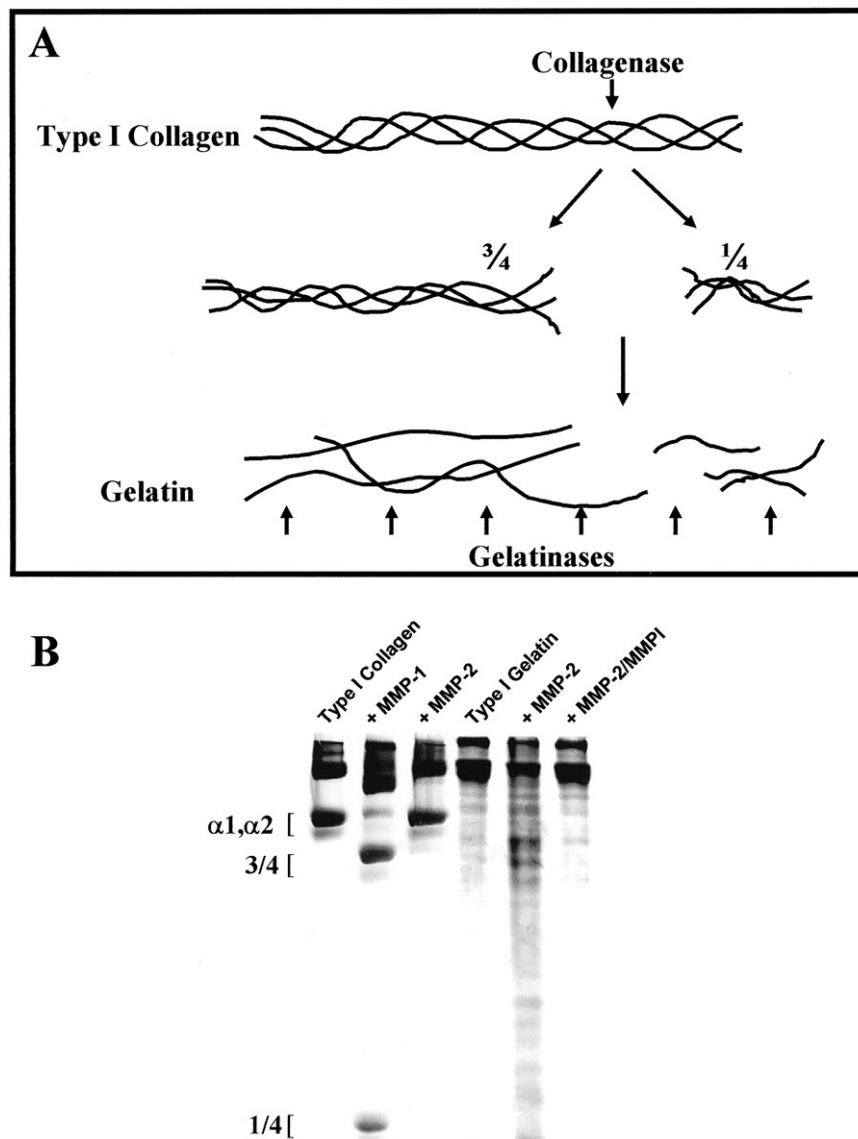 A
Collagenase
Type I Collagen
¾
¼
Gelatin
Gelatinases
B
Type I Collagen
+ MMP-1
+ MMP-2
Type I Gelatin
+ MMP-2
+ MMP-2/MMPI
α1,α2 [
3/4 [
1/4 [